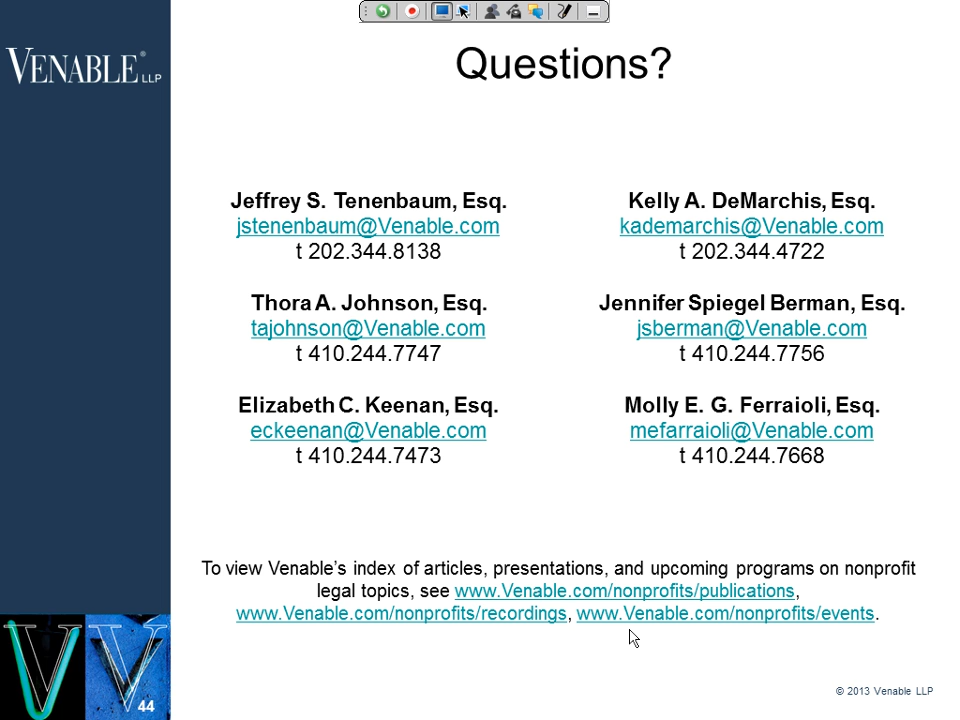 VENABLE® LLP
Questions?
Jeffrey S. Tenenbaum, Esq.
jstenenbaum@Venable.com
t 202.344.8138
Kelly A. DeMarchis, Esq.
kademarchis@Venable.com
t 202.344.4722
Thora A. Johnson, Esq.
tajohnson@Venable.com
t 410.244.7747
Jennifer Spiegel Berman, Esq.
jsberman@Venable.com
t 410.244.7756
Elizabeth C. Keenan, Esq.
eckeenan@Venable.com
t 410.244.7473
Molly E. G. Ferraioli, Esq.
mefarraioli@Venable.com
t 410.244.7668
To view Venable’s index of articles, presentations, and upcoming programs on nonprofit
legal topics, see www.Venable.com/nonprofits/publications,
www.Venable.com/nonprofits/recordings, www.Venable.com/nonprofits/events.
44
© 2013 Venable LLP